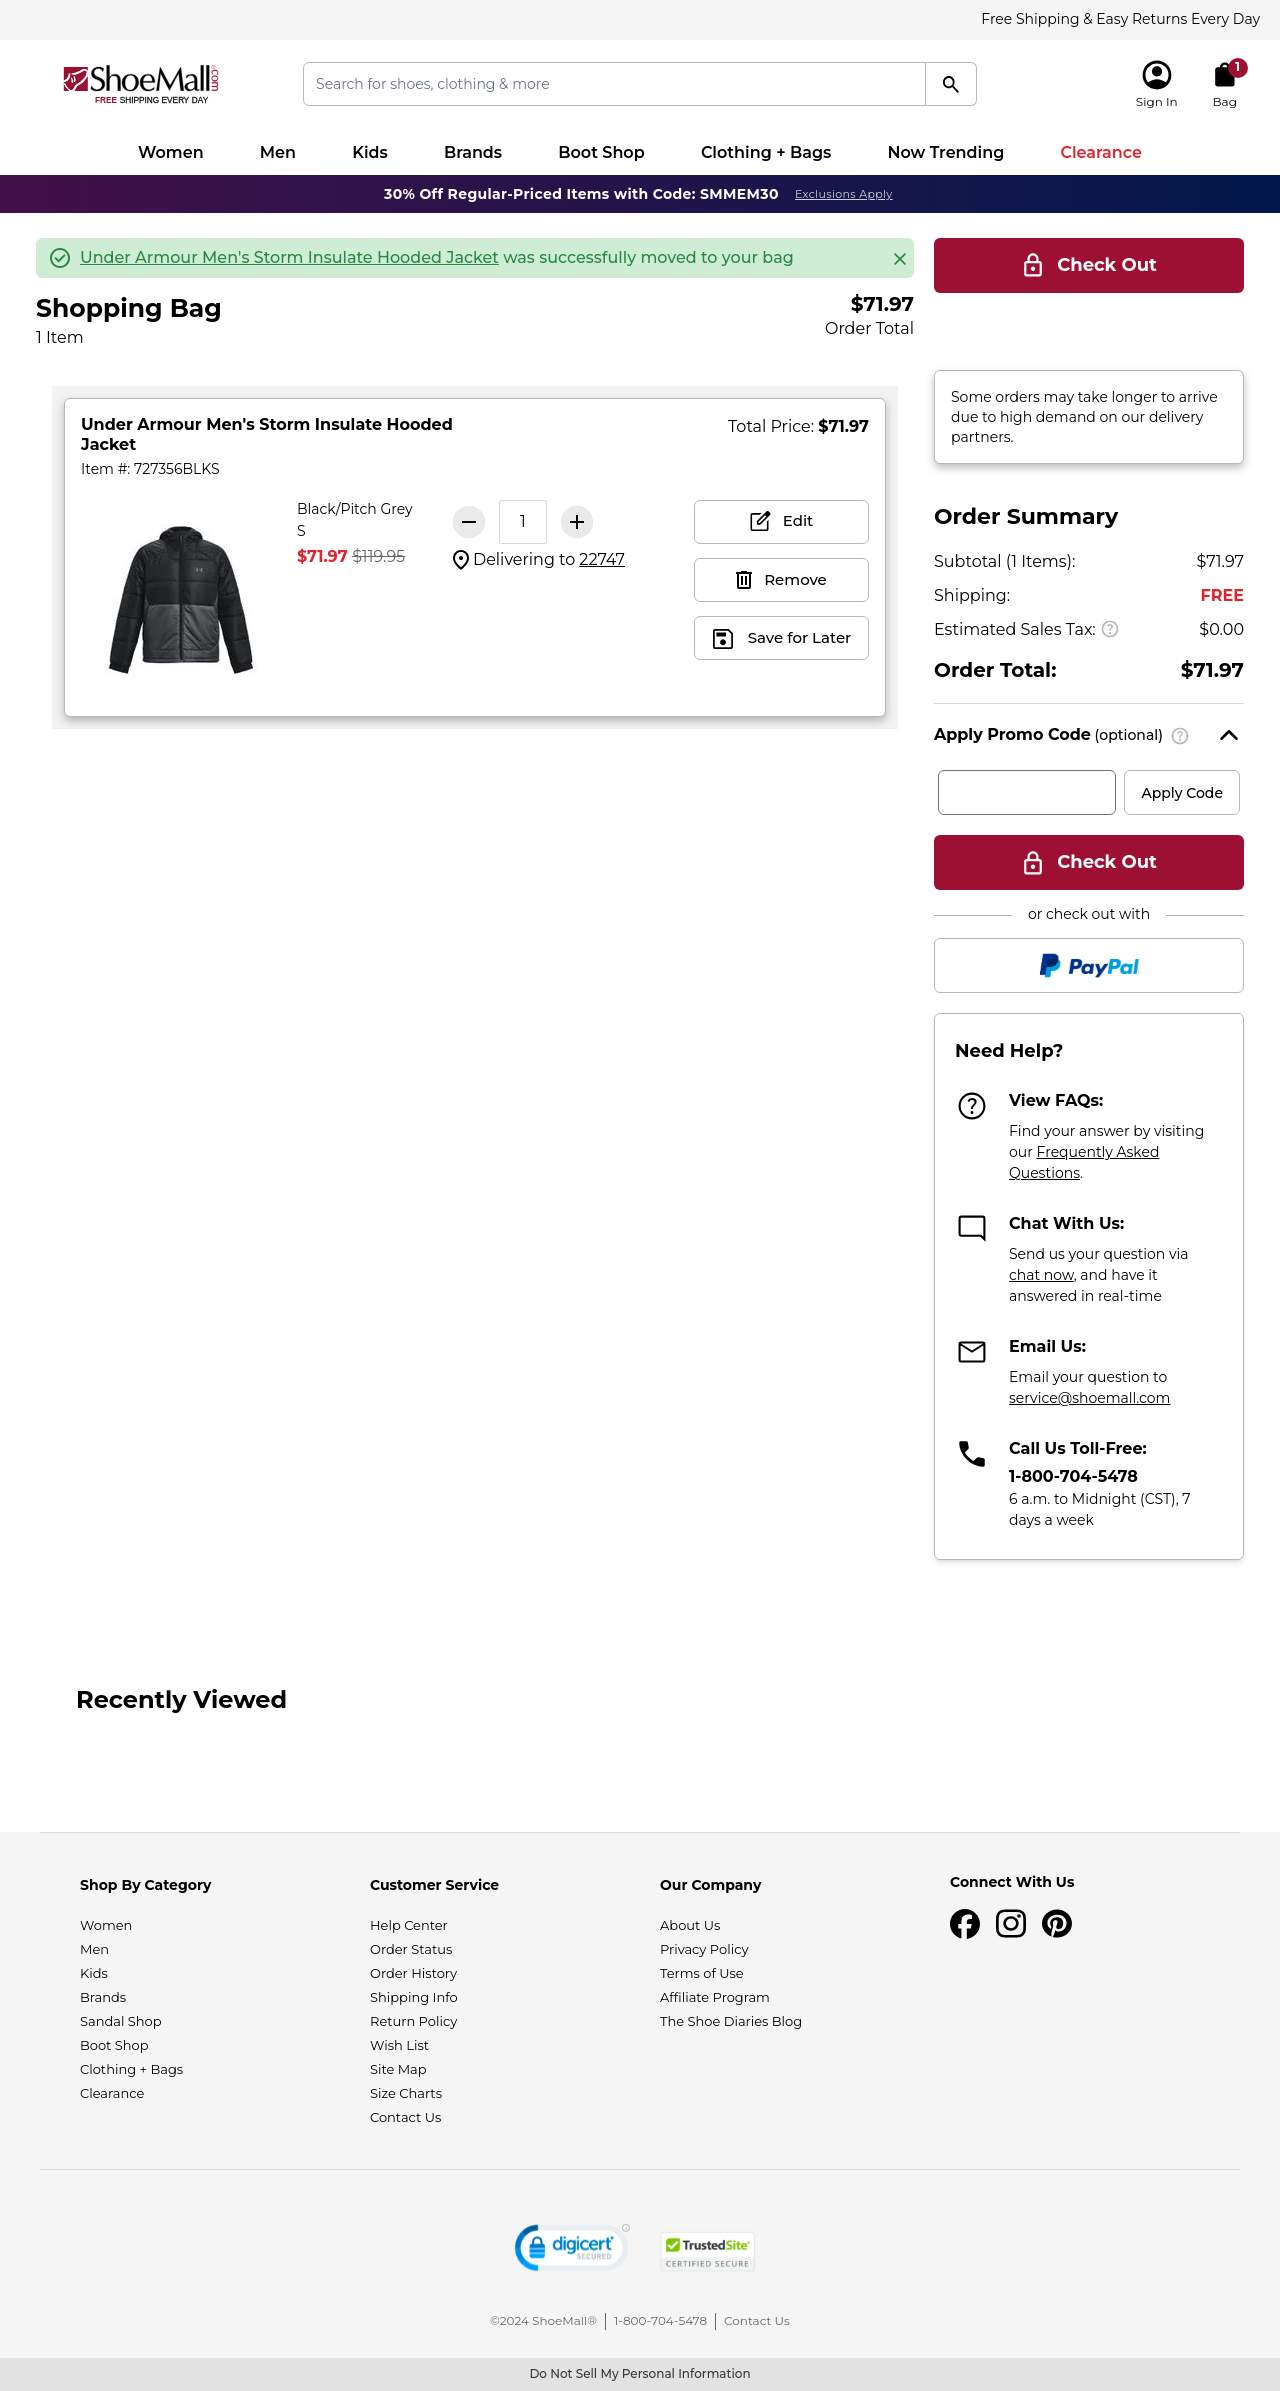 Free Shipping & Easy Returns Every Day
ShoeMall.com
FREE SHIPPING EVERY DAY
Search for shoes, clothing & more
Sign In
1
Bag
Women Men Kids Brands Boot Shop Clothing + Bags Now Trending Clearance
30% Off Regular-Priced Items with Code: SMMEM30 Exclusions Apply
Under Armour Men's Storm Insulate Hooded Jacket was successfully moved to your bag
Check Out
Shopping Bag
1 Item
$71.97
Order Total
Some orders may take longer to arrive
due to high demand on our delivery
partners.
Under Armour Men's Storm Insulate Hooded
Jacket
Item #: 727356BLKS
Total Price: $71.97
Black/Pitch Grey
S
$71.97 $119.95
1
Delivering to 22747
Edit
Remove
Save for Later
Order Summary
Subtotal (1 Items): $71.97
Shipping: FREE
Estimated Sales Tax: ? $0.00
Order Total: $71.97
Apply Promo Code (optional) ?
Apply Code
Check Out
or check out with
PayPal
Need Help?
View FAQs:
Find your answer by visiting
our Frequently Asked
Questions.
Chat With Us:
Send us your question via
chat now, and have it
answered in real-time
Email Us:
Email your question to
service@shoemall.com
Call Us Toll-Free:
1-800-704-5478
6 a.m. to Midnight (CST), 7
days a week
Recently Viewed
Shop By Category
Women
Men
Kids
Brands
Sandal Shop
Boot Shop
Clothing + Bags
Clearance
Customer Service
Help Center
Order Status
Order History
Shipping Info
Return Policy
Wish List
Site Map
Size Charts
Contact Us
Our Company
About Us
Privacy Policy
Terms of Use
Affiliate Program
The Shoe Diaries Blog
Connect With Us
digicert
SECURED
TrustedSite
CERTIFIED SECURE
©2024 ShoeMall® | 1-800-704-5478 | Contact Us
Do Not Sell My Personal Information